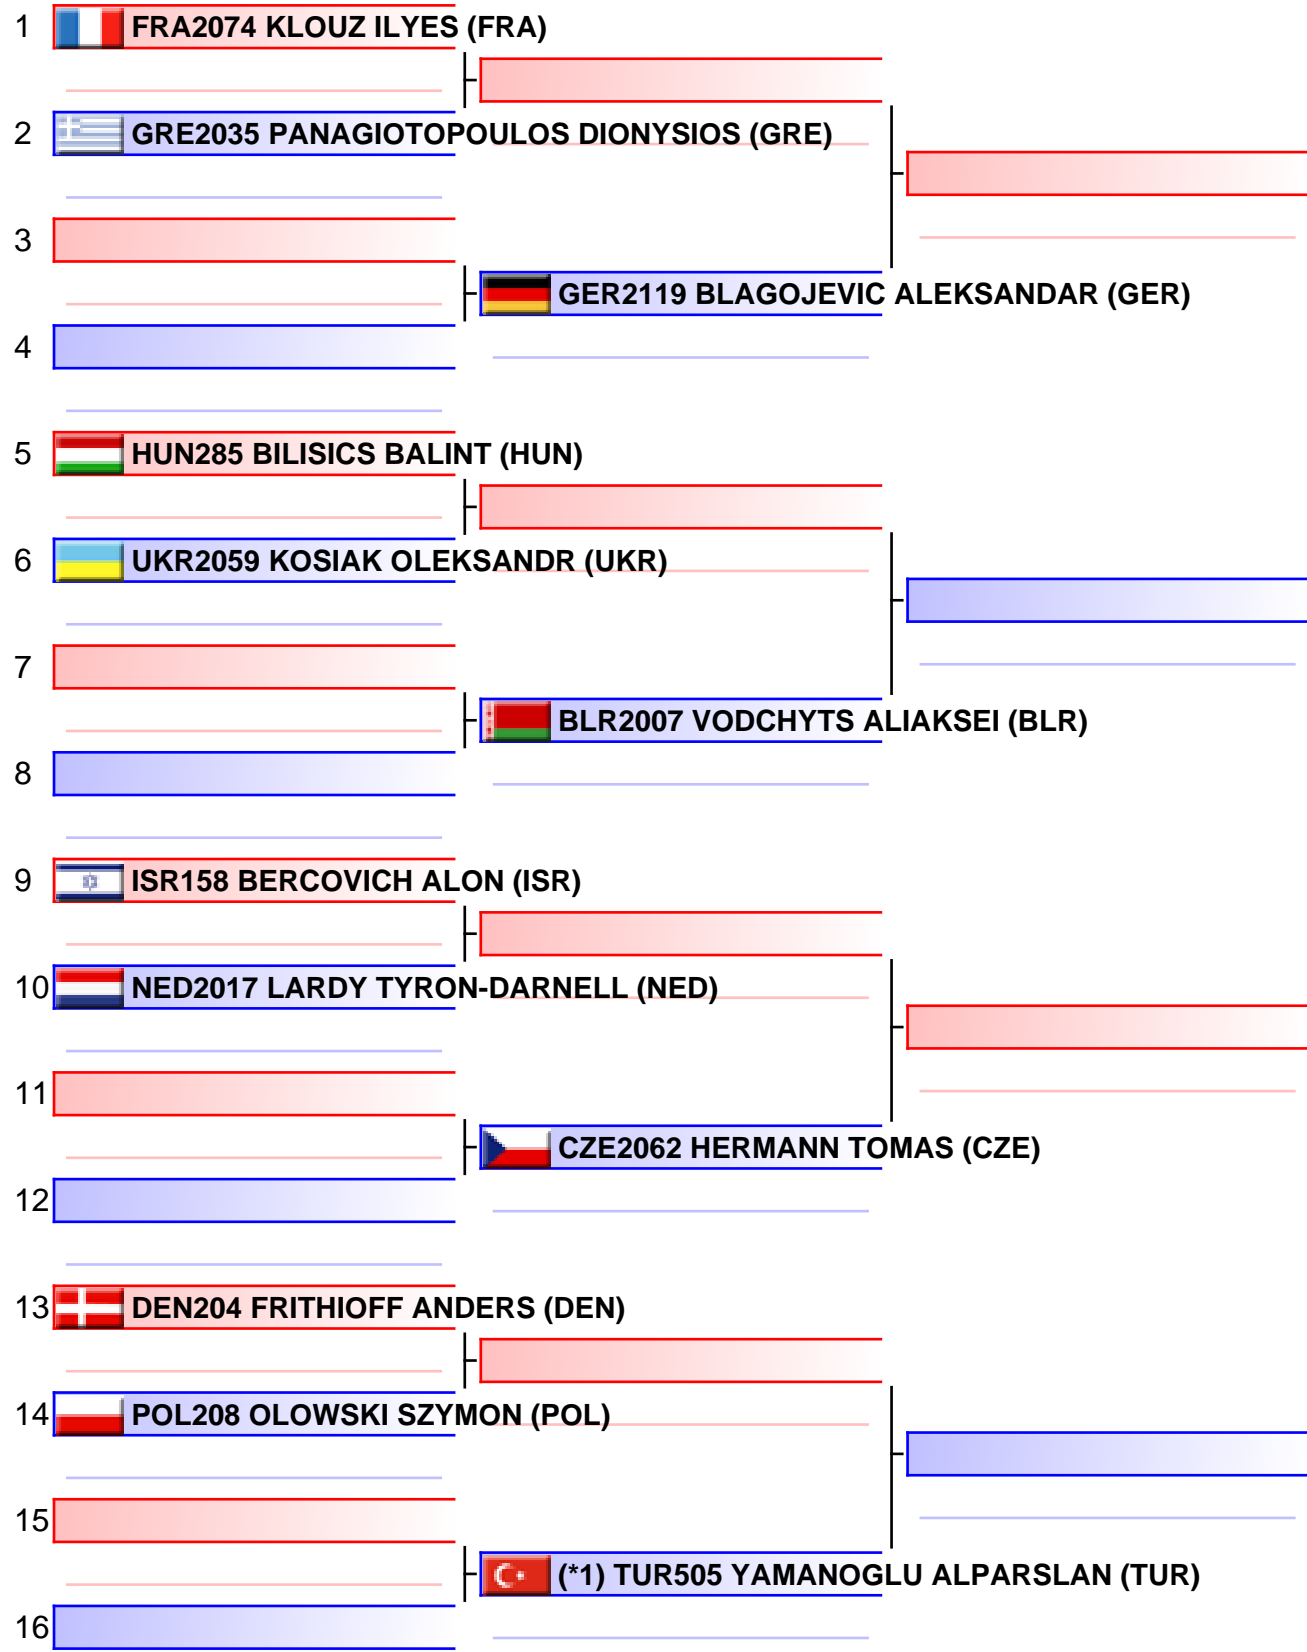 1 FRA2074 KLOUZ ILYES (FRA)
2 GRE2035 PANAGIOTOPOULOS DIONYSIOS (GRE)
3
GER2119 BLAGOJEVIC ALEKSANDAR (GER)
4
5 HUN285 BILISICS BALINT (HUN)
6 UKR2059 KOSIAK OLEKSANDR (UKR)
7
BLR2007 VODCHYTS ALIAKSEI (BLR)
8
9 ISR158 BERCOVICH ALON (ISR)
10 NED2017 LARDY TYRON-DARNELL (NED)
11
CZE2062 HERMANN TOMAS (CZE)
12
13 DEN204 FRITHIOFF ANDERS (DEN)
14 POL208 OLOWSKI SZYMON (POL)
15
(*1) TUR505 YAMANOGLU ALPARSLAN (TUR)
16